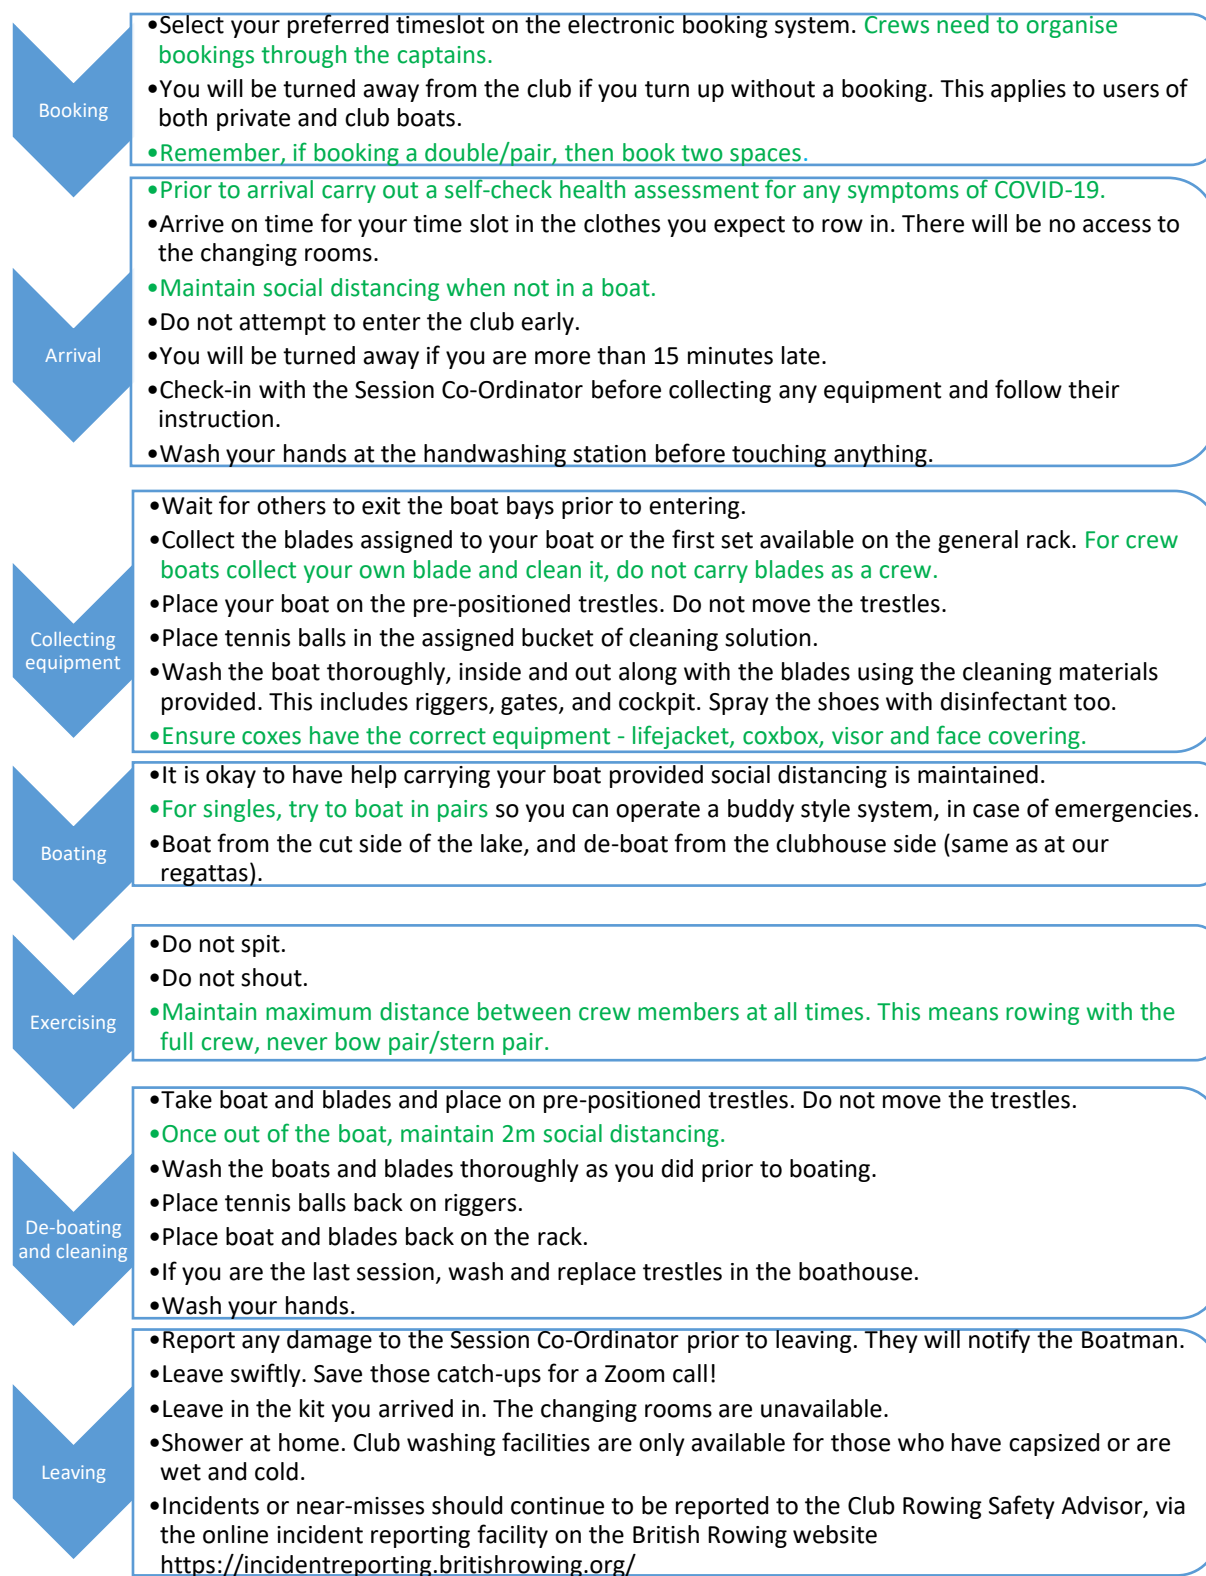 Booking
•Select your preferred timeslot on the electronic booking system. Crews need to organise
bookings through the captains.
•You will be turned away from the club if you turn up without a booking. This applies to users of
both private and club boats.
•Remember, if booking a double/pair, then book two spaces.
Arrival
•Prior to arrival carry out a self-check health assessment for any symptoms of COVID-19.
•Arrive on time for your time slot in the clothes you expect to row in. There will be no access to
the changing rooms.
•Maintain social distancing when not in a boat.
•Do not attempt to enter the club early.
•You will be turned away if you are more than 15 minutes late.
•Check-in with the Session Co-Ordinator before collecting any equipment and follow their
instruction.
•Wash your hands at the handwashing station before touching anything.
Collecting
equipment
•Wait for others to exit the boat bays prior to entering.
•Collect the blades assigned to your boat or the first set available on the general rack. For crew
boats collect your own blade and clean it, do not carry blades as a crew.
•Place your boat on the pre-positioned trestles. Do not move the trestles.
•Place tennis balls in the assigned bucket of cleaning solution.
•Wash the boat thoroughly, inside and out along with the blades using the cleaning materials
provided. This includes riggers, gates, and cockpit. Spray the shoes with disinfectant too.
•Ensure coxes have the correct equipment - lifejacket, coxbox, visor and face covering.
Boating
•It is okay to have help carrying your boat provided social distancing is maintained.
•For singles, try to boat in pairs so you can operate a buddy style system, in case of emergencies.
•Boat from the cut side of the lake, and de-boat from the clubhouse side (same as at our
regattas).
Exercising
•Do not spit.
•Do not shout.
•Maintain maximum distance between crew members at all times. This means rowing with the
full crew, never bow pair/stern pair.
De-boating
and cleaning
•Take boat and blades and place on pre-positioned trestles. Do not move the trestles.
•Once out of the boat, maintain 2m social distancing.
•Wash the boats and blades thoroughly as you did prior to boating.
•Place tennis balls back on riggers.
•Place boat and blades back on the rack.
•If you are the last session, wash and replace trestles in the boathouse.
•Wash your hands.
Leaving
•Report any damage to the Session Co-Ordinator prior to leaving. They will notify the Boatman.
•Leave swiftly. Save those catch-ups for a Zoom call!
•Leave in the kit you arrived in. The changing rooms are unavailable.
•Shower at home. Club washing facilities are only available for those who have capsized or are
wet and cold.
•Incidents or near-misses should continue to be reported to the Club Rowing Safety Advisor, via
the online incident reporting facility on the British Rowing website
https://incidentreporting.britishrowing.org/